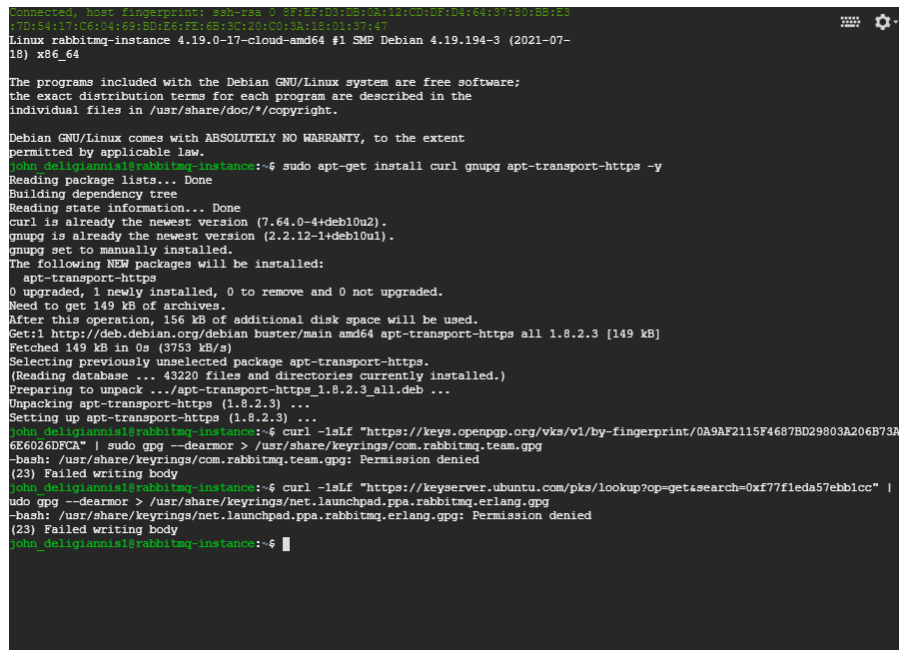 Connected, host fingerprint: ssh-rsa 0 8F:EF:D3:DB:0A:12:CD:DF:D4:64:37:80:BB:E3
:7D:54:17:C6:04:69:BD:E6:FE:6B:3C:20:C0:3A:18:01:37:47
Linux rabbitmq-instance 4.19.0-17-cloud-amd64 #1 SMP Debian 4.19.194-3 (2021-07-
18) x86_64
The programs included with the Debian GNU/Linux system are free software;
the exact distribution terms for each program are described in the
individual files in /usr/share/doc/*/copyright.
Debian GNU/Linux comes with ABSOLUTELY NO WARRANTY, to the extent
permitted by applicable law.
john_deligiannis1@rabbitmq-instance:~$ sudo apt-get install curl gnupg apt-transport-https -y
Reading package lists... Done
Building dependency tree
Reading state information... Done
curl is already the newest version (7.64.0-4+deb10u2).
gnupg is already the newest version (2.2.12-1+deb10u1).
gnupg set to manually installed.
The following NEW packages will be installed:
  apt-transport-https
0 upgraded, 1 newly installed, 0 to remove and 0 not upgraded.
Need to get 149 kB of archives.
After this operation, 156 kB of additional disk space will be used.
Get:1 http://deb.debian.org/debian buster/main amd64 apt-transport-https all 1.8.2.3 [149 kB]
Fetched 149 kB in 0s (3753 kB/s)
Selecting previously unselected package apt-transport-https.
(Reading database ... 43220 files and directories currently installed.)
Preparing to unpack .../apt-transport-https_1.8.2.3_all.deb ...
Unpacking apt-transport-https (1.8.2.3) ...
Setting up apt-transport-https (1.8.2.3) ...
john_deligiannis1@rabbitmq-instance:~$ curl -1sLf "https://keys.openpgp.org/vks/v1/by-fingerprint/0A9AF2115F4687BD29803A206B73A
6E6026DFCA" | sudo gpg --dearmor > /usr/share/keyrings/com.rabbitmq.team.gpg
-bash: /usr/share/keyrings/com.rabbitmq.team.gpg: Permission denied
(23) Failed writing body
john_deligiannis1@rabbitmq-instance:~$ curl -1sLf "https://keyserver.ubuntu.com/pks/lookup?op=get&search=0xf77f1eda57ebb1cc" |
udo gpg --dearmor > /usr/share/keyrings/net.launchpad.ppa.rabbitmq.erlang.gpg
-bash: /usr/share/keyrings/net.launchpad.ppa.rabbitmq.erlang.gpg: Permission denied
(23) Failed writing body
john_deligiannis1@rabbitmq-instance:~$